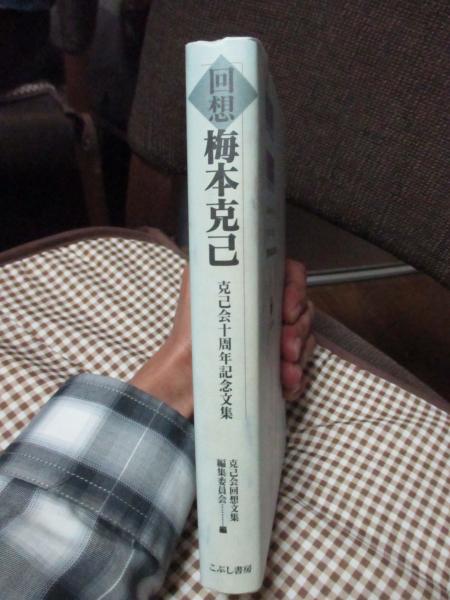 回想
梅本克己
克己会十周年記念文集
克己会回想文集
編集委員会………編
こぶし書房